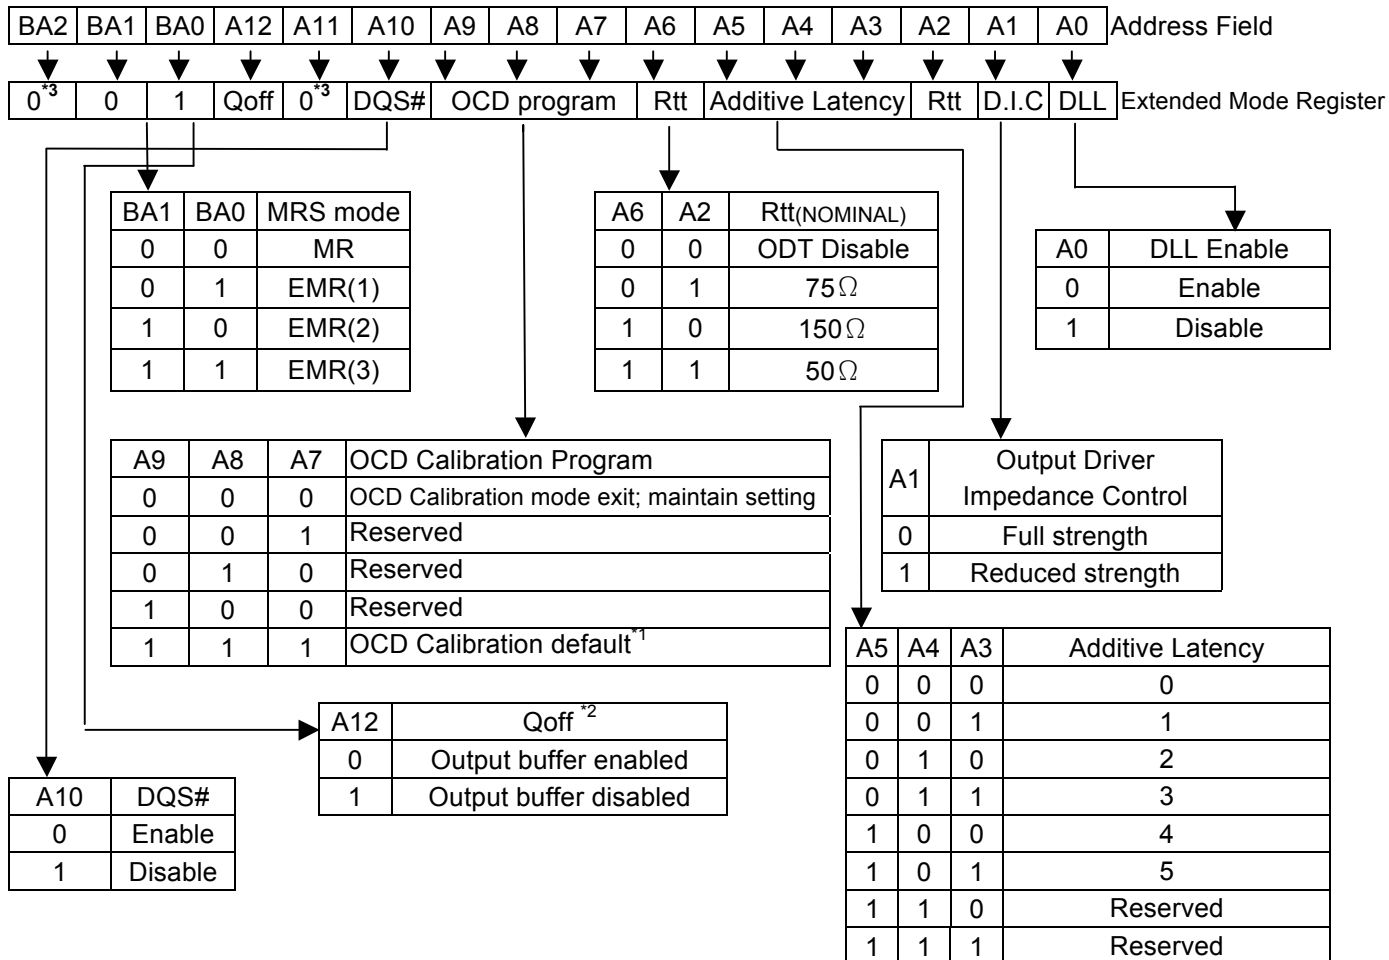 BA2 BA1 BA0 A12 A11 A10 A9 A8 A7 A6 A5 A4 A3 A2 A1 A0 Address Field
0*3 0 1 Qoff 0*3 DQS# OCD program Rtt Additive Latency Rtt D.I.C DLL Extended Mode Register
BA1 BA0 MRS mode
0 0 MR
0 1 EMR(1)
1 0 EMR(2)
1 1 EMR(3)
A6 A2 Rtt(NOMINAL)
0 0 ODT Disable
0 1 75Ω
1 0 150Ω
1 1 50Ω
A0 DLL Enable
0 Enable
1 Disable
A9 A8 A7 OCD Calibration Program
0 0 0 OCD Calibration mode exit; maintain setting
0 0 1 Reserved
0 1 0 Reserved
1 0 0 Reserved
1 1 1 OCD Calibration default*1
A1 Output Driver
Impedance Control
0 Full strength
1 Reduced strength
A12 Qoff *2
0 Output buffer enabled
1 Output buffer disabled
A10 DQS#
0 Enable
1 Disable
A5 A4 A3 Additive Latency
0 0 0 0
0 0 1 1
0 1 0 2
0 1 1 3
1 0 0 4
1 0 1 5
1 1 0 Reserved
1 1 1 Reserved